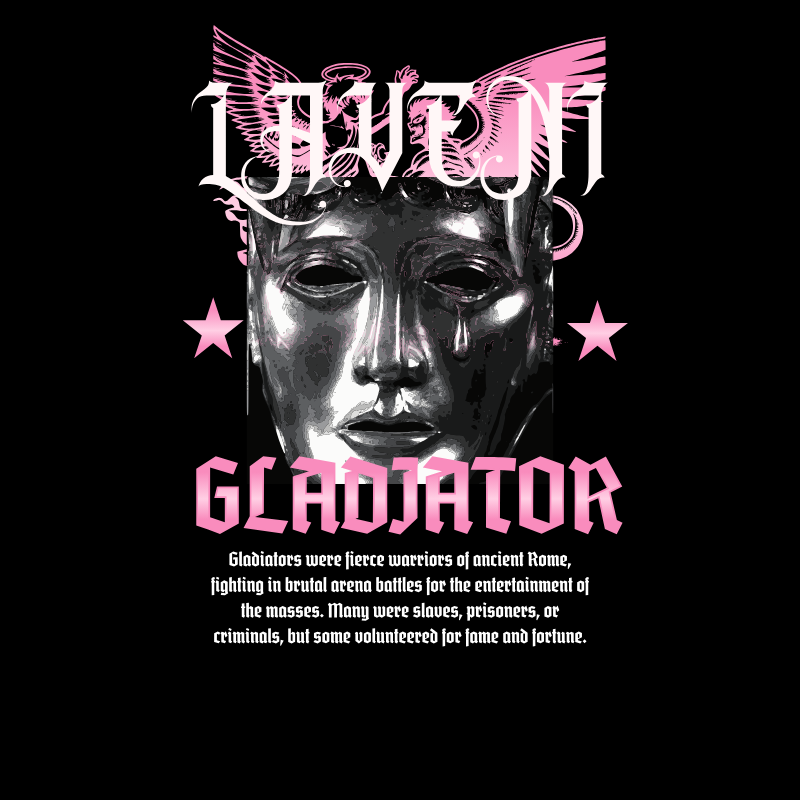 LAVENI
GLADIATOR
Gladiators were fierce warriors of ancient Rome,
fighting in brutal arena battles for the entertainment of
the masses. Many were slaves, prisoners, or
criminals, but some volunteered for fame and fortune.